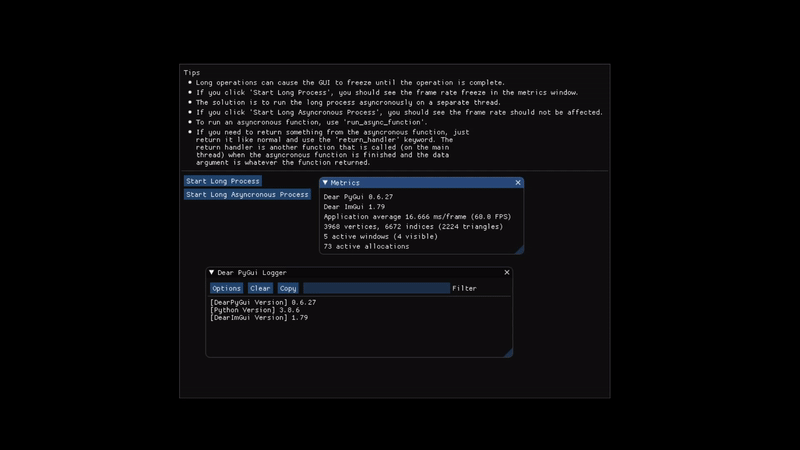 Tips
Long operations can cause the GUI to freeze until the operation is complete.
If you click 'Start Long Process', you should see the frame rate freeze in the metrics window.
The solution is to run the long process asyncronously on a separate thread.
If you click 'Start Long Asyncronous Process', you should see the frame rate should not be affected.
To run an asyncronous function, use 'run_async_function'.
If you need to return something from the asyncronous function, just
return it like normal and use the 'return_handler' keyword. The
return handler is another function that is called (on the main
thread) when the asyncronous function is finished and the data
argument is whatever the function returned.
Start Long Process
Start Long Asyncronous Process
Metrics
Dear PyGui 0.6.27
Dear ImGui 1.79
Application average 16.666 ms/frame (60.0 FPS)
3968 vertices, 6672 indices (2224 triangles)
5 active windows (4 visible)
73 active allocations
Dear PyGui Logger
Options Clear Copy Filter
[DearPyGui Version] 0.6.27
[Python Version] 3.8.6
[DearImGui Version] 1.79